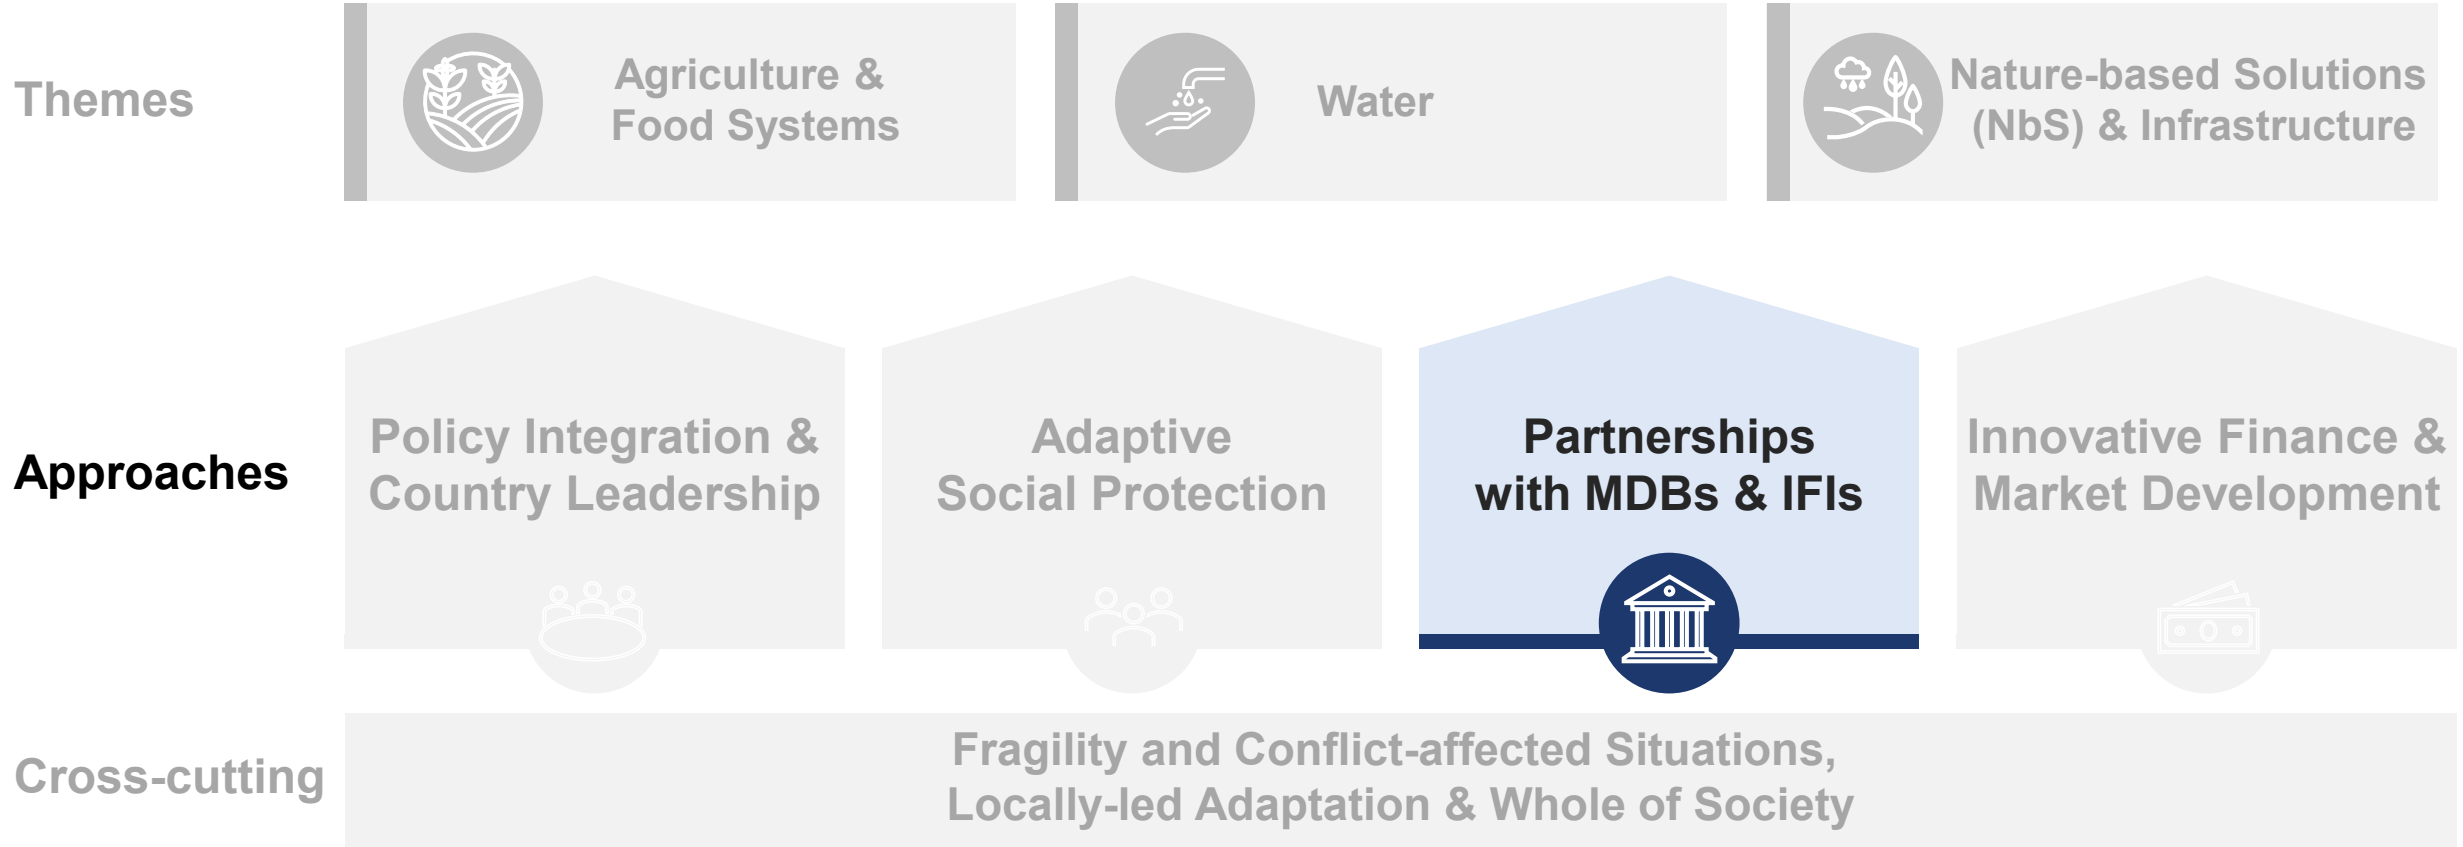 Themes
Agriculture &
Food Systems
Water
Nature-based Solutions
(NbS) & Infrastructure
Approaches
Policy Integration &
Country Leadership
Adaptive
Social Protection
Partnerships
with MDBs & IFIs
Innovative Finance &
Market Development
Cross-cutting
Fragility and Conflict-affected Situations,
Locally-led Adaptation & Whole of Society